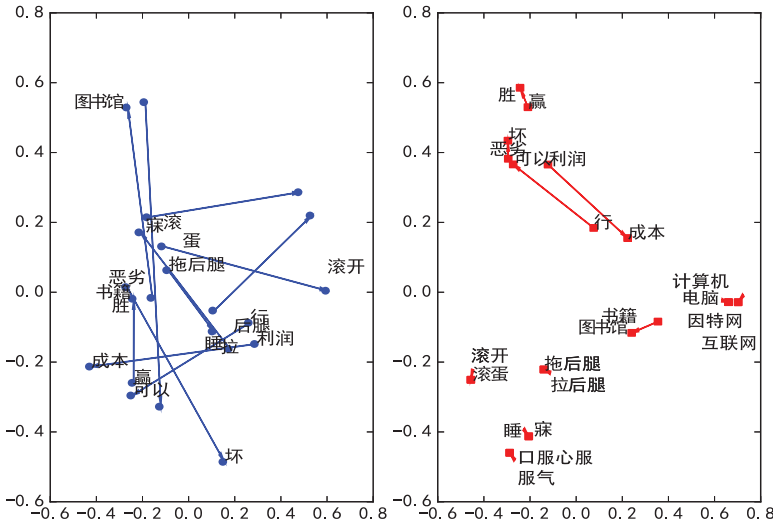 0.8
0.6
图书馆
0.4
0.2
寐滚
蛋
拖后腿
0.0
恶劣
滚开
书籍
胜
行
后腿
睡拉
利润
−0.2
成本
赢
可以
−0.4
坏
−0.6
−0.6 −0.4 −0.2 0.0 0.2 0.4 0.6 0.8
0.8
0.6
胜
赢
0.4
坏
恶劣
可以利润
0.2
行
成本
0.0
计算机
电脑
书籍
因特网
图书馆
互联网
−0.2
滚开
滚蛋
拖后腿
拉后腿
−0.4
睡 寐
口服心服
服气
−0.6
−0.6 −0.4 −0.2 0.0 0.2 0.4 0.6 0.8